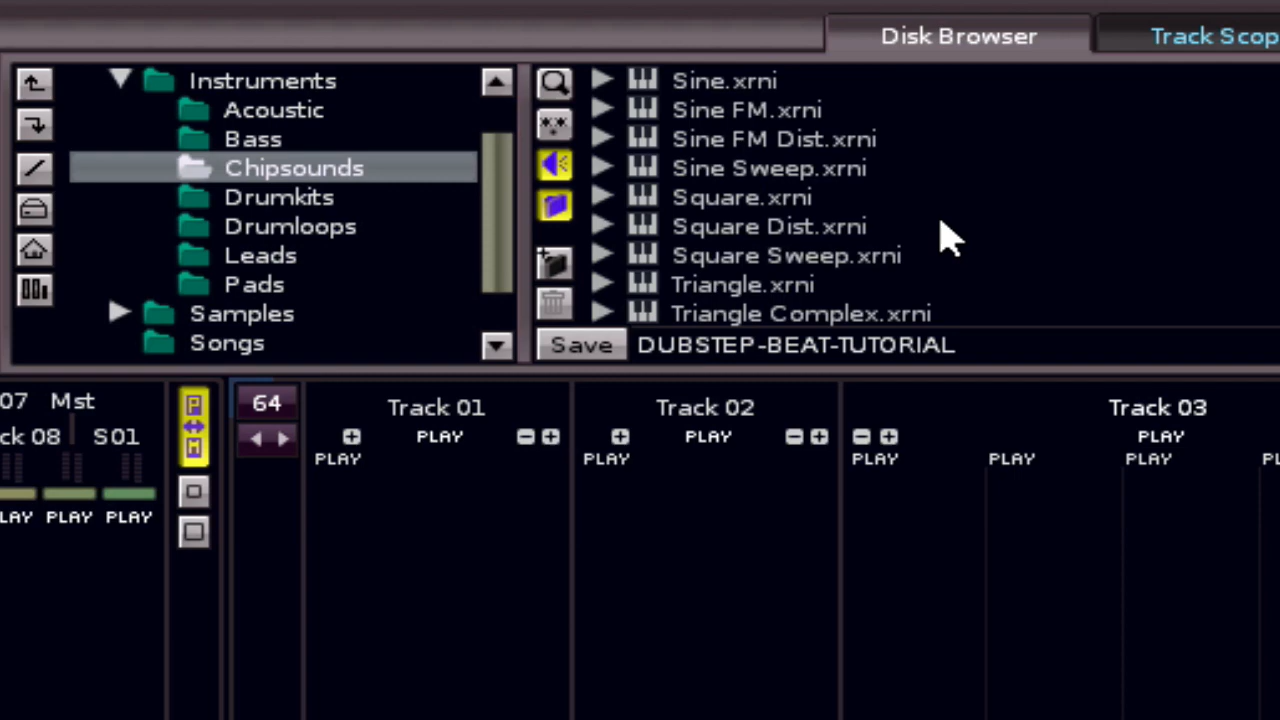 Disk Browser
Track Scop
Instruments
Acoustic
Bass
Chipsounds
Drumkits
Drumloops
Leads
Pads
Samples
Songs
Sine.xrni
Sine FM.xrni
Sine FM Dist.xrni
Sine Sweep.xrni
Square.xrni
Square Dist.xrni
Square Sweep.xrni
Triangle.xrni
Triangle Complex.xrni
Save DUBSTEP-BEAT-TUTORIAL
07 Mst
ck 08 S01
LAY PLAY PLAY
P
M
64
Track 01
PLAY
PLAY
Track 02
PLAY
PLAY
Track 03
PLAY
PLAY PLAY PLAY PL